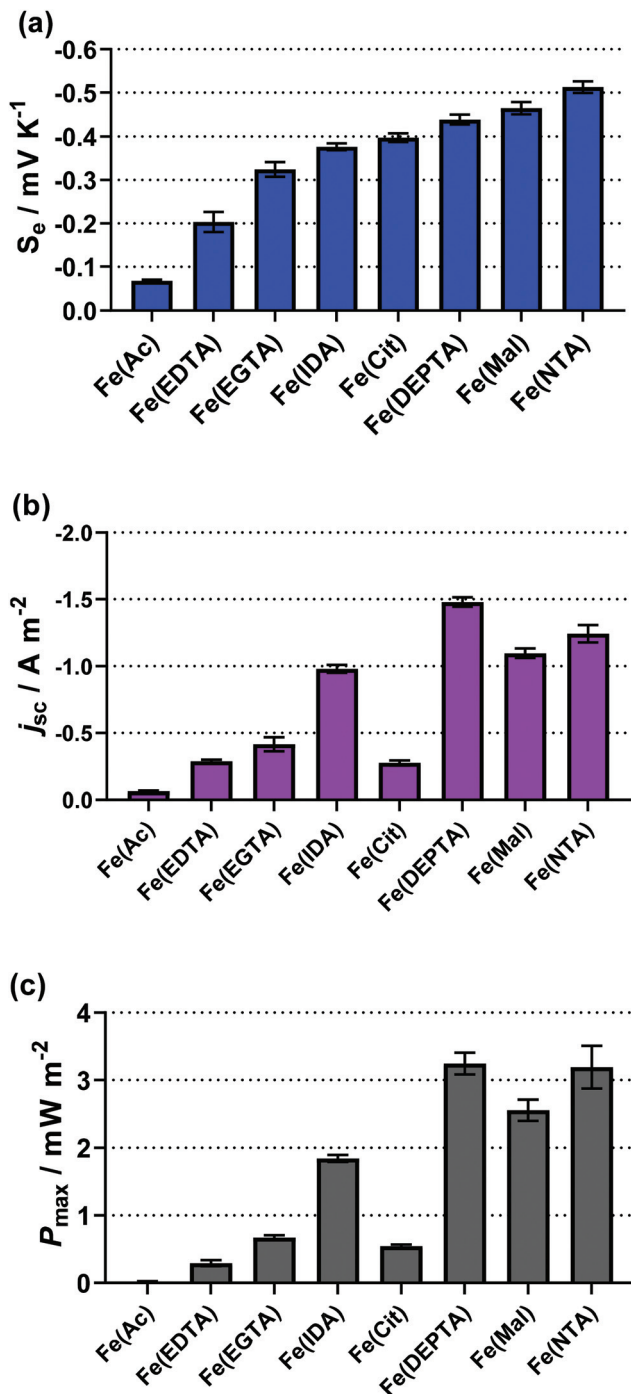 (a)
-0.6
-0.5
-0.4
-0.3
-0.2
-0.1
0.0
Se / mV K-1
Fe(Ac)
Fe(EDTA)
Fe(EGTA)
Fe(IDA)
Fe(Cit)
Fe(DEPTA)
Fe(Mal)
Fe(NTA)
(b)
-2.0
-1.5
-1.0
-0.5
0.0
jsc / A m-2
Fe(Ac)
Fe(EDTA)
Fe(EGTA)
Fe(IDA)
Fe(Cit)
Fe(DEPTA)
Fe(Mal)
Fe(NTA)
(c)
4
3
2
1
0
Pmax / mW m-2
Fe(Ac)
Fe(EDTA)
Fe(EGTA)
Fe(IDA)
Fe(Cit)
Fe(DEPTA)
Fe(Mal)
Fe(NTA)